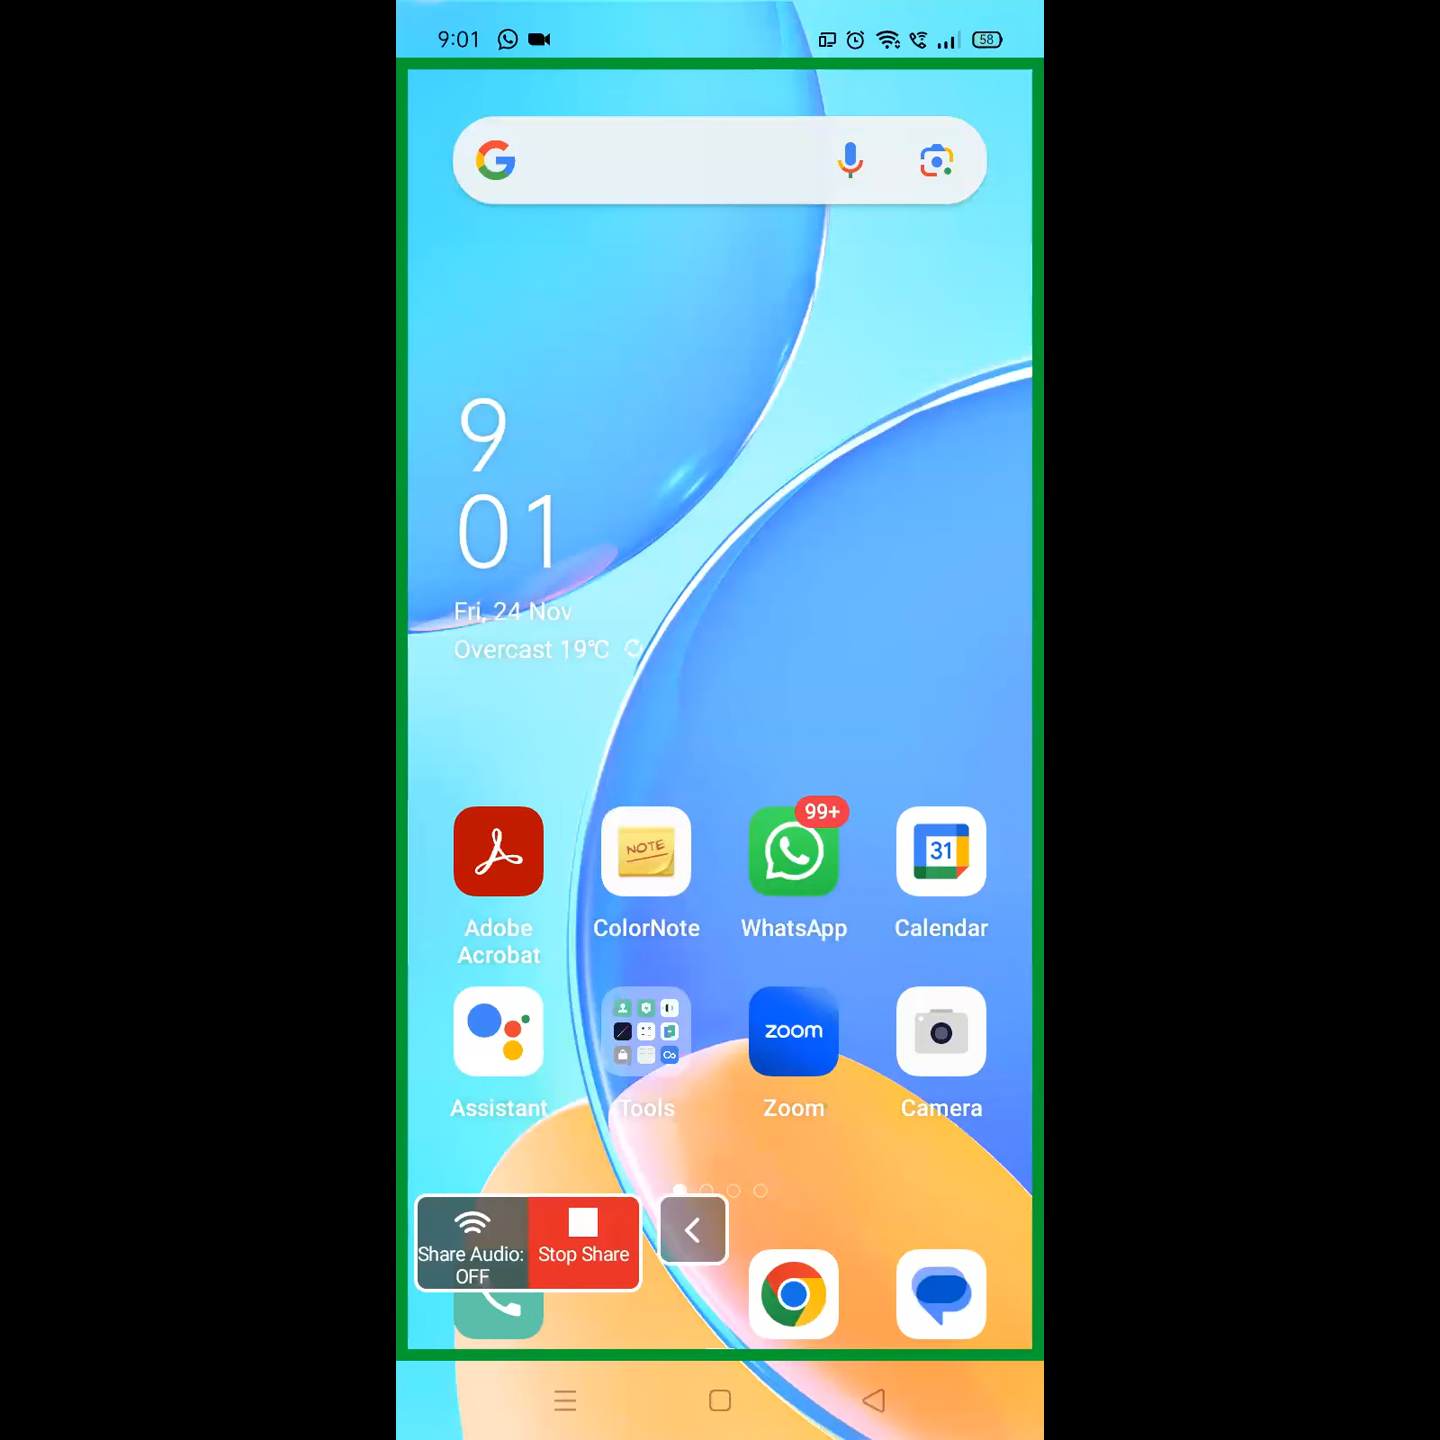 9:01
58
9
01
Fri, 24 Nov
Overcast 19°C
NOTE
99+
31
Adobe
Acrobat
ColorNote
WhatsApp
Calendar
zoom
Assistant
Tools
Zoom
Camera
Share Audio:
OFF
Stop Share